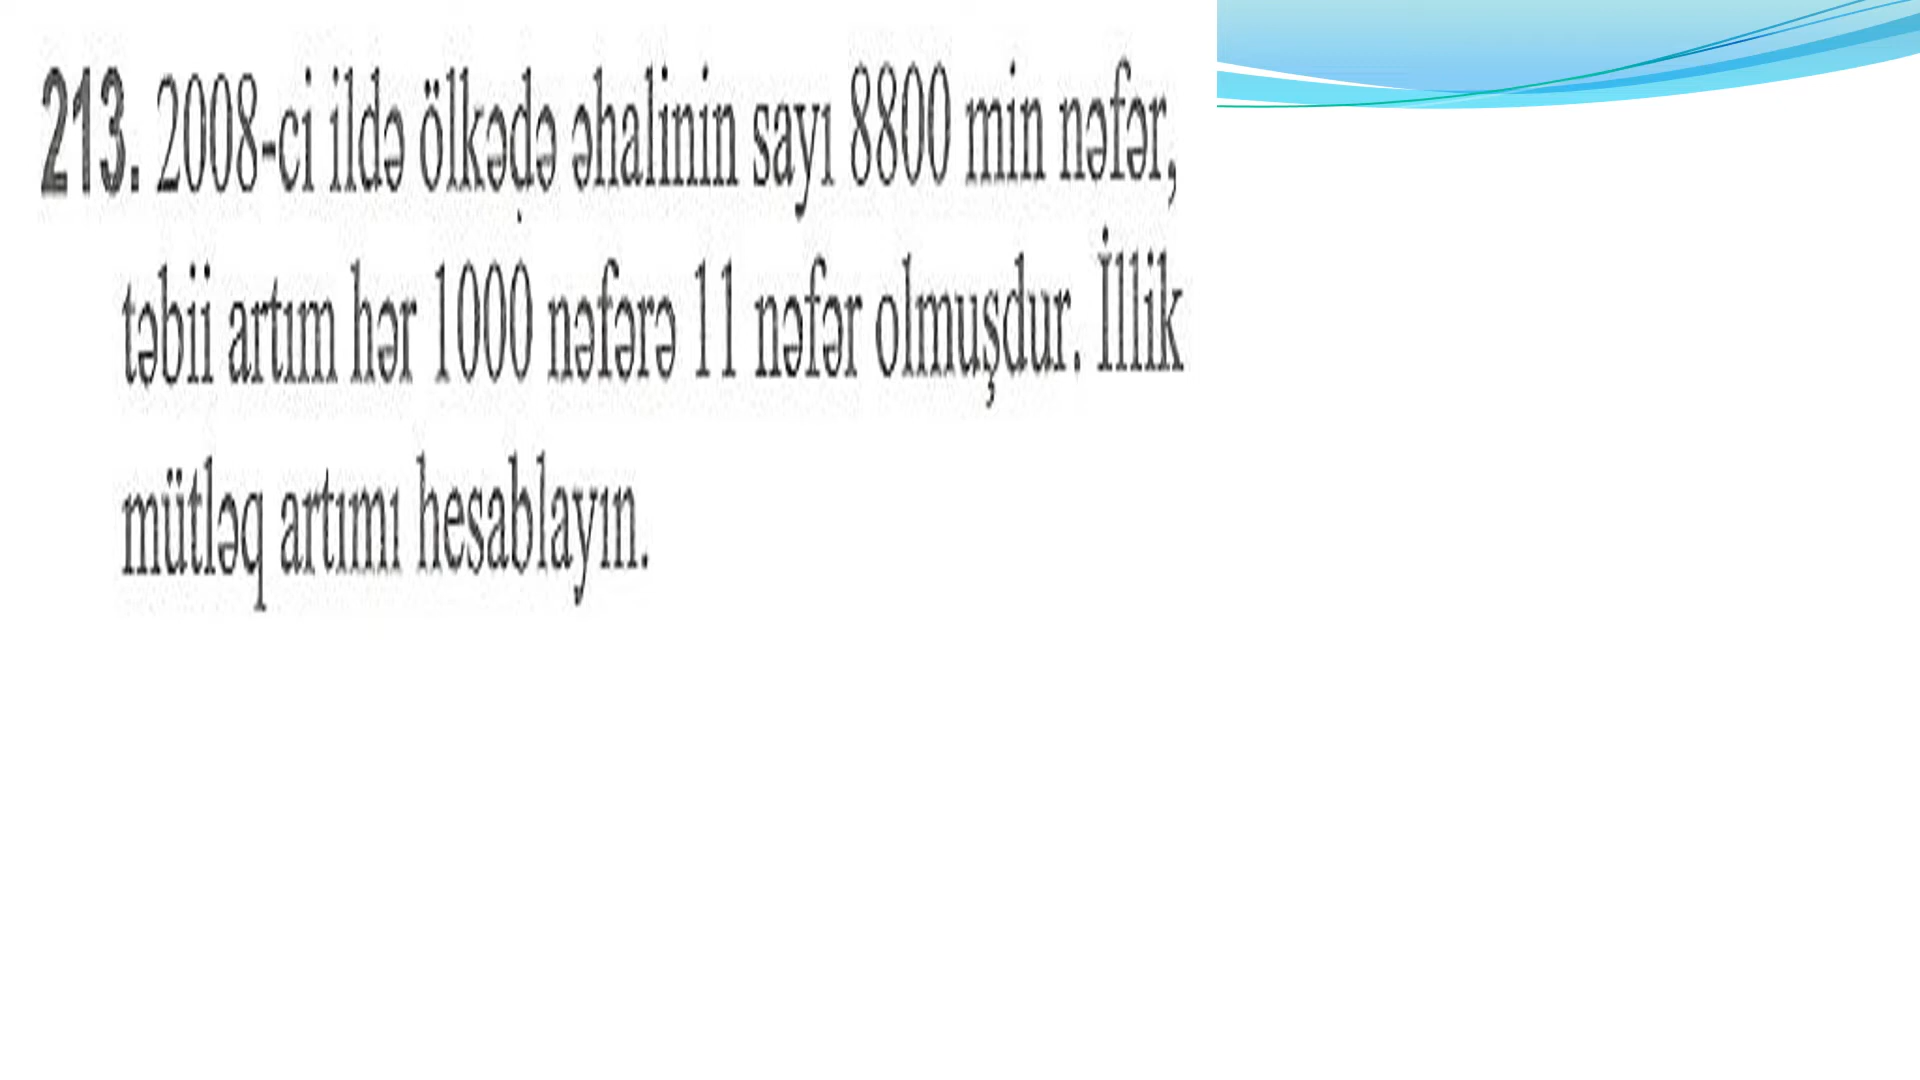 213. 2008-ci ildə ölkədə əhalinin sayı 8800 min nəfər,
təbii artım hər 1000 nəfərə 11 nəfər olmuşdur. İllik
mütləq artımı hesablayın.